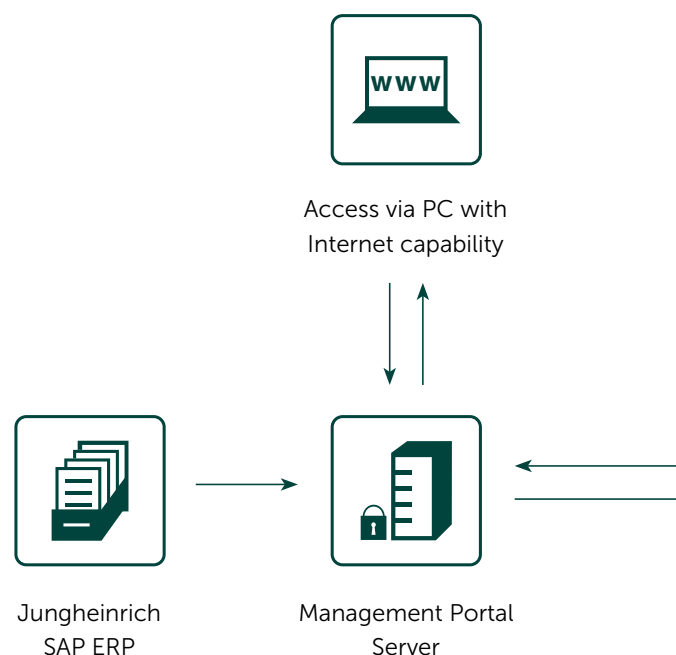 WWW
Access via PC with
Internet capability
Jungheinrich
SAP ERP
Management Portal
Server